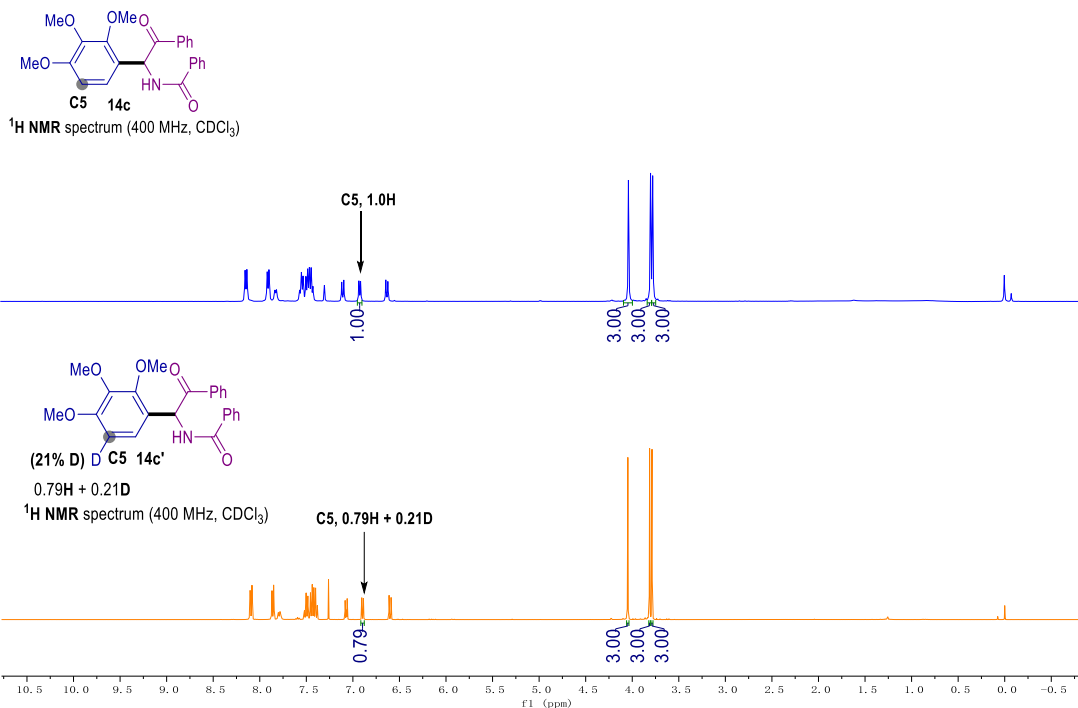 MeO OMe O
MeO Ph
HN Ph
O
C5 14c
¹H NMR spectrum (400 MHz, CDCl₃)
C5, 1.0H
1.00 3.00 3.00 3.00
MeO OMe O
MeO Ph
HN Ph
O
(21% D) D C5 14c'
0.79H + 0.21D
¹H NMR spectrum (400 MHz, CDCl₃)
C5, 0.79H + 0.21D
0.79 3.00 3.00 3.00
10.5 10.0 9.5 9.0 8.5 8.0 7.5 7.0 6.5 6.0 5.5 5.0 4.5 4.0 3.5 3.0 2.5 2.0 1.5 1.0 0.5 0.0 -0.5
f1 (ppm)